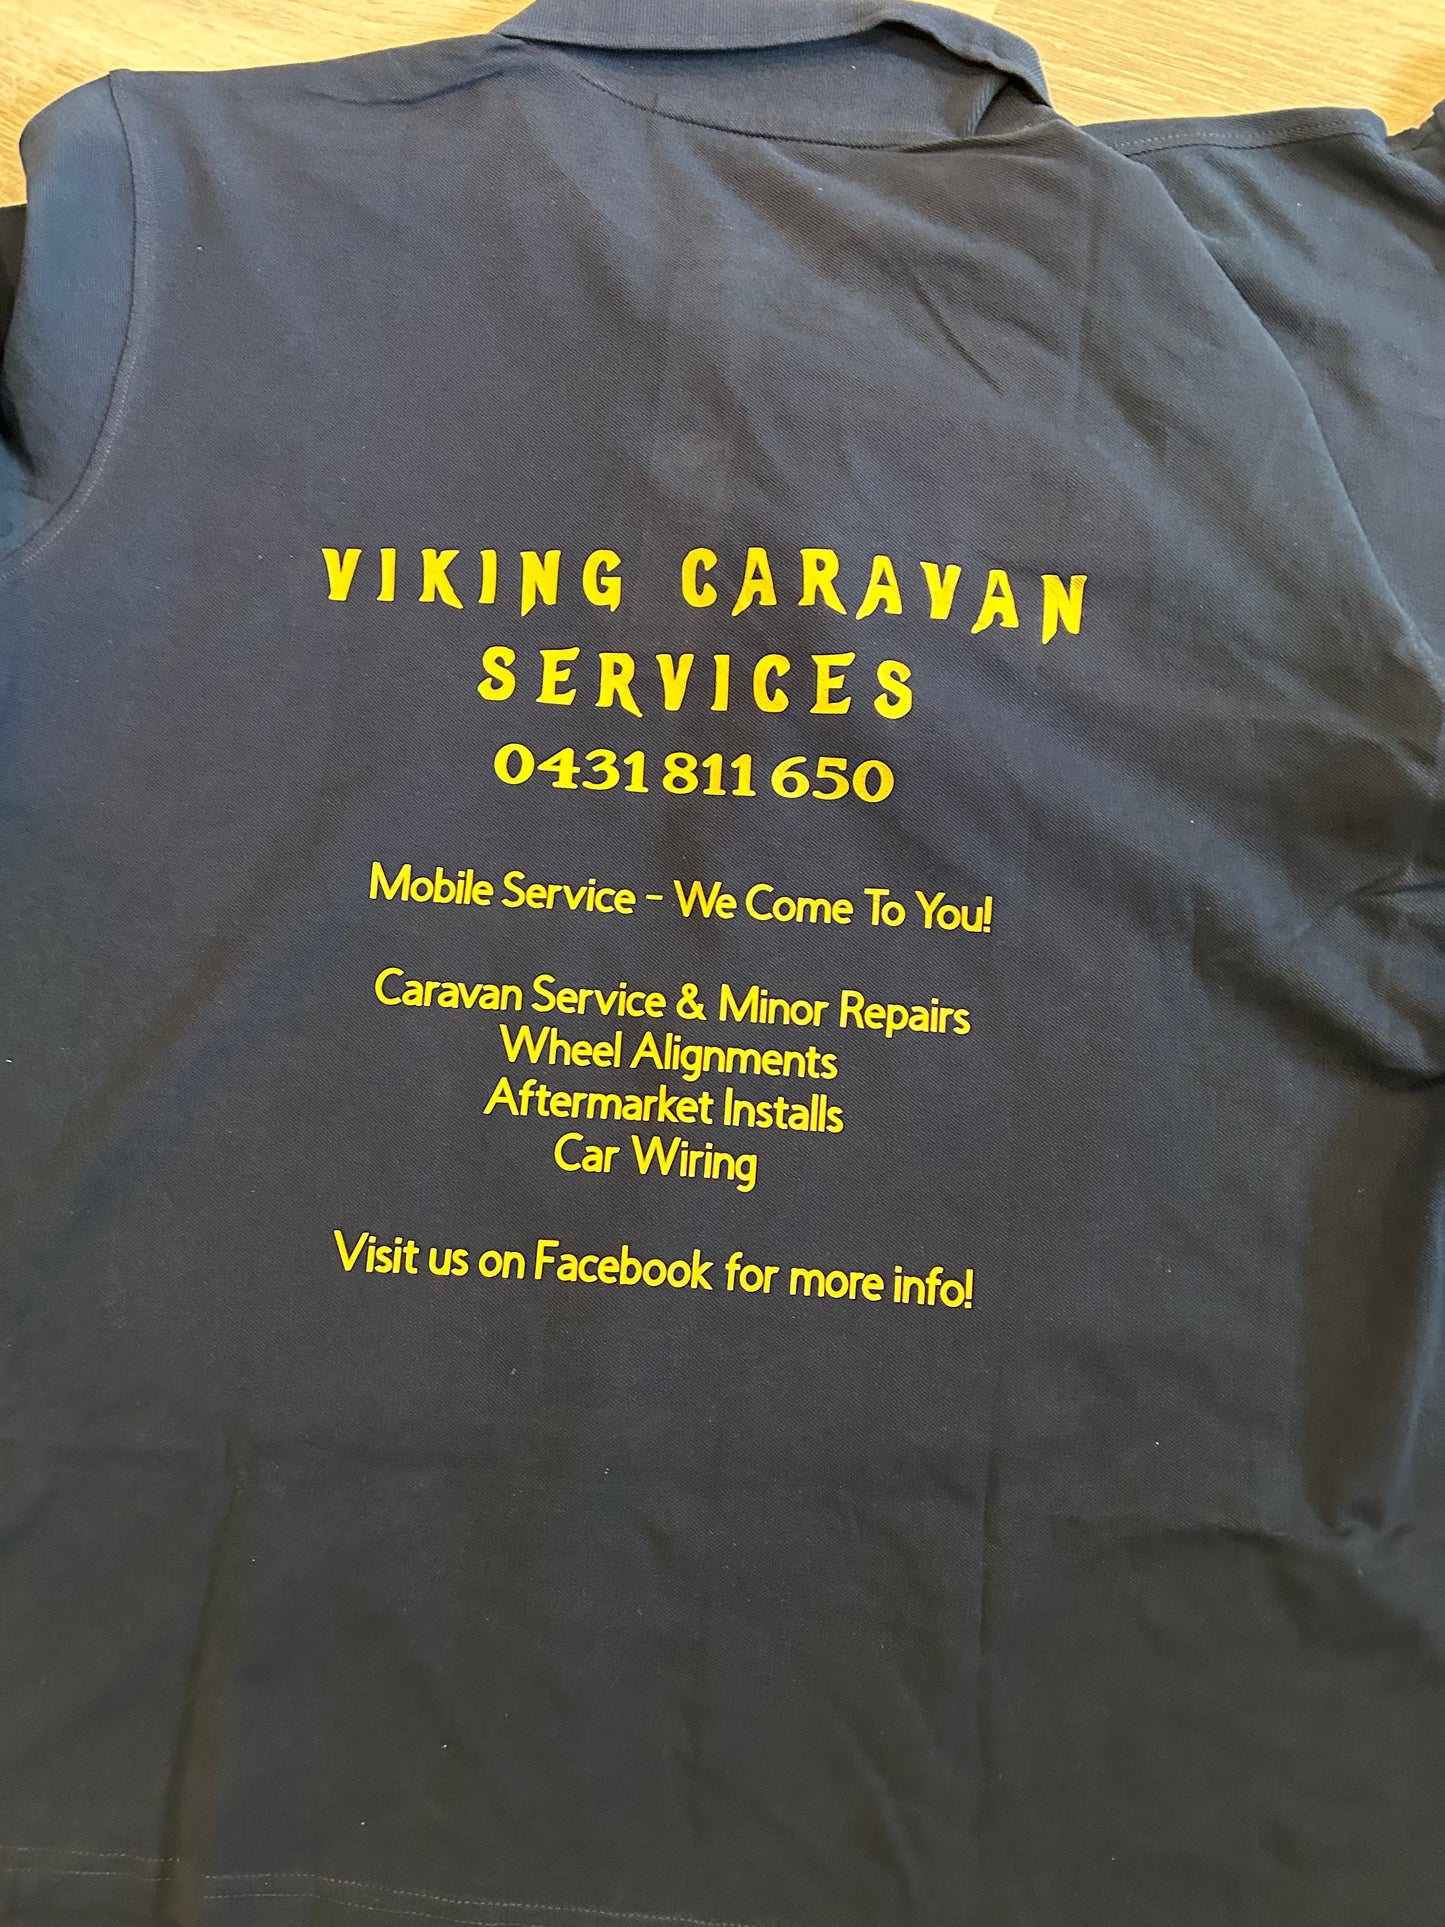 VIKING CARAVAN
SERVICES
0431 811 650
Mobile Service - We Come To You!
Caravan Service & Minor Repairs
Wheel Alignments
Aftermarket Installs
Car Wiring
Visit us on Facebook for more info!